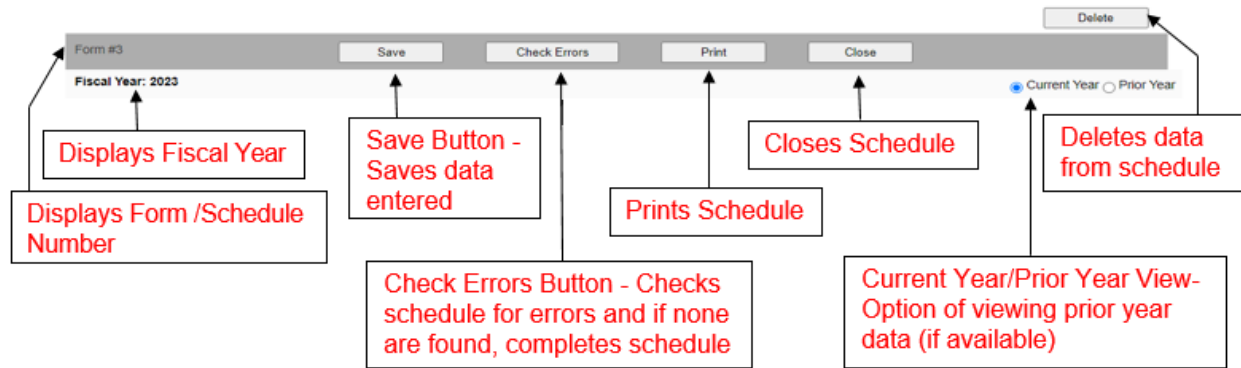 Delete
Form #3
Save
Check Errors
Print
Close
Fiscal Year: 2023
Current Year
Prior Year
Displays Fiscal Year
Save Button -
Saves data
entered
Closes Schedule
Deletes data
from schedule
Displays Form /Schedule
Number
Prints Schedule
Check Errors Button - Checks
schedule for errors and if none
are found, completes schedule
Current Year/Prior Year View-
Option of viewing prior year
data (if available)